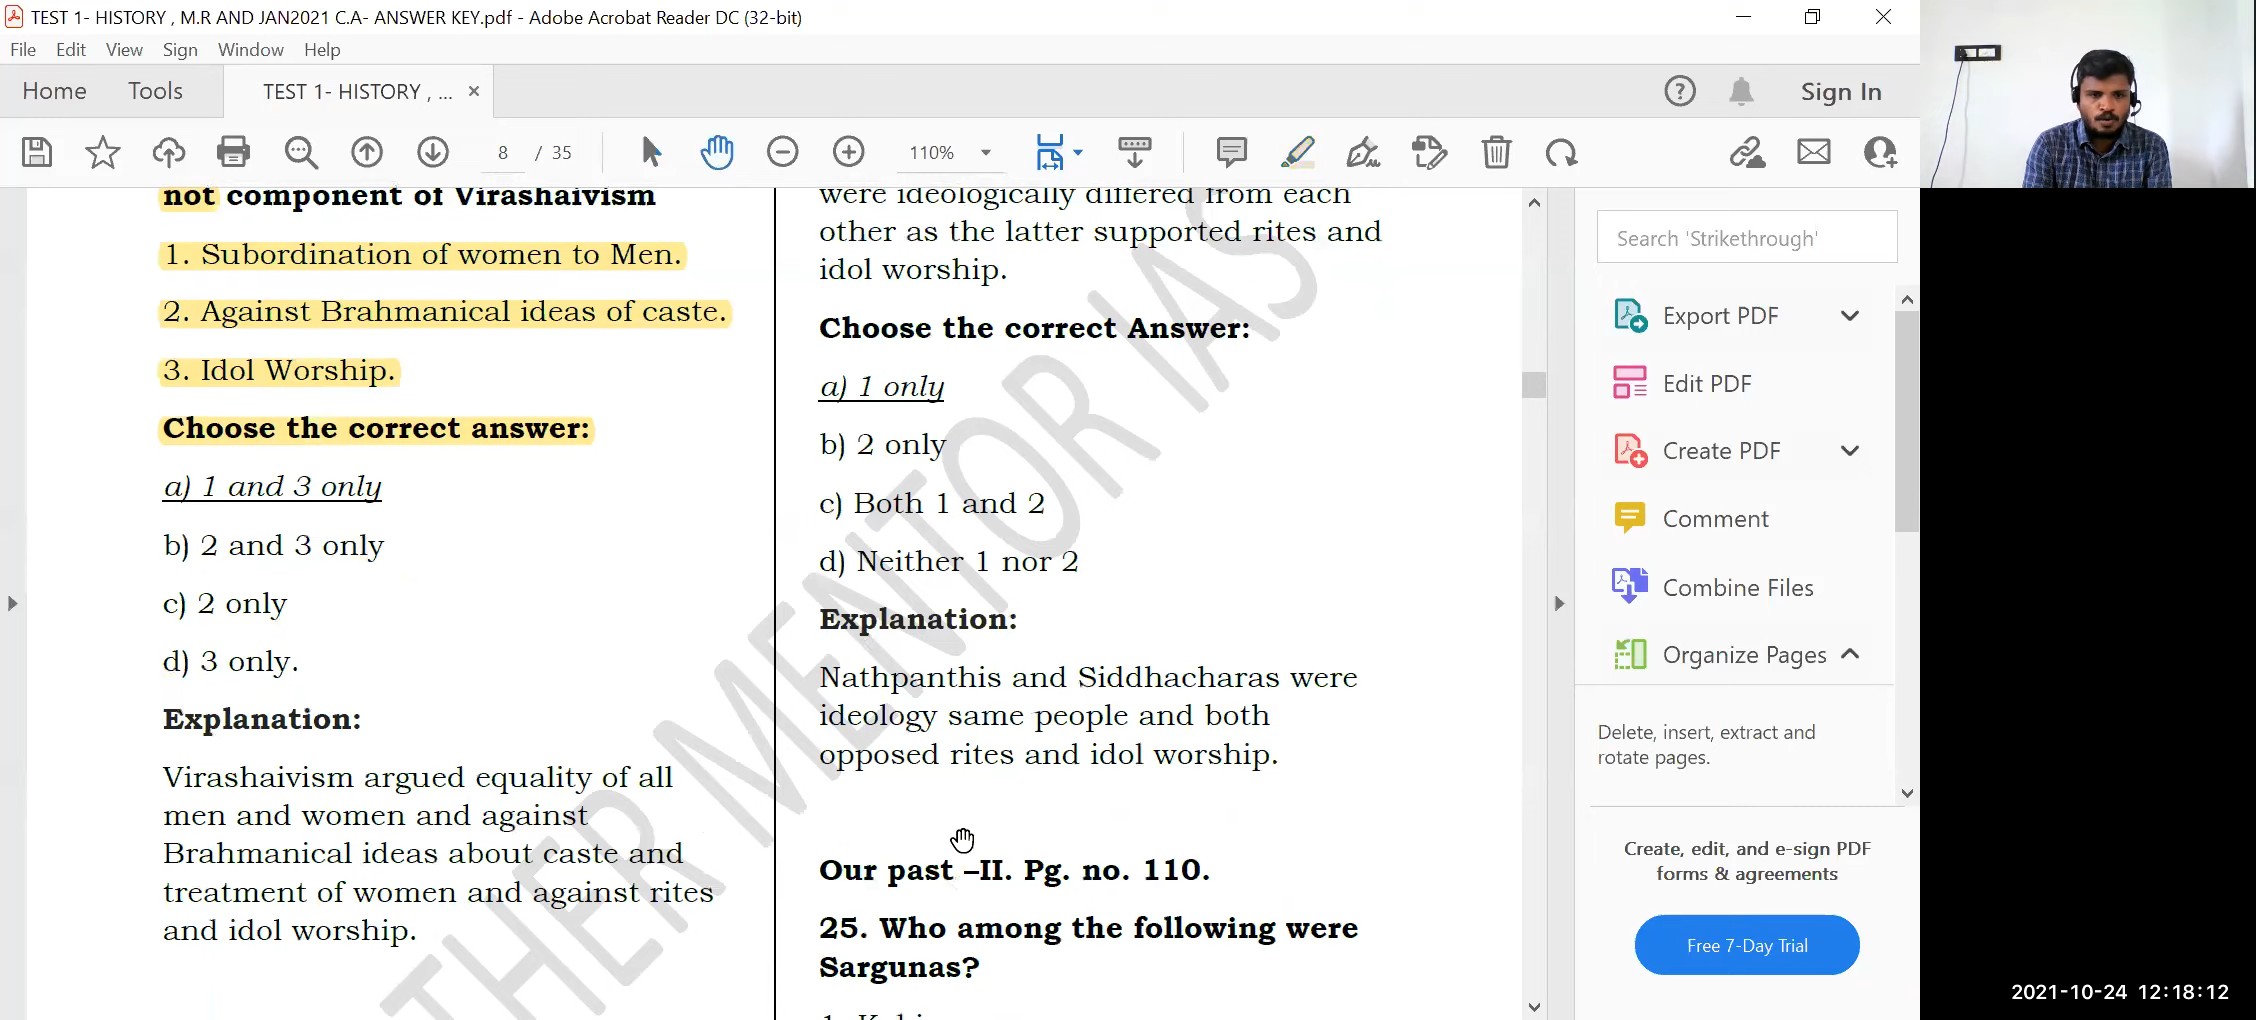 TEST 1- HISTORY , M.R AND JAN2021 C.A- ANSWER KEY.pdf - Adobe Acrobat Reader DC (32-bit)
File Edit View Sign Window Help
Home Tools TEST 1- HISTORY , ... × Sign In
8 / 35 110%
not component of Virashaivism
1. Subordination of women to Men.
2. Against Brahmanical ideas of caste.
3. Idol Worship.
Choose the correct answer:
a) 1 and 3 only
b) 2 and 3 only
c) 2 only
d) 3 only.
Explanation:
Virashaivism argued equality of all
men and women and against
Brahmanical ideas about caste and
treatment of women and against rites
and idol worship.
were ideologically differed from each
other as the latter supported rites and
idol worship.
Choose the correct Answer:
a) 1 only
b) 2 only
c) Both 1 and 2
d) Neither 1 nor 2
Explanation:
Nathpanthis and Siddhacharas were
ideology same people and both
opposed rites and idol worship.
Our past –II. Pg. no. 110.
25. Who among the following were
Sargunas?
THER MENTOR IAS
Search 'Strikethrough'
Export PDF
Edit PDF
Create PDF
Comment
Combine Files
Organize Pages
Delete, insert, extract and
rotate pages.
Create, edit, and e-sign PDF
forms & agreements
Free 7-Day Trial
2021-10-24 12:18:12